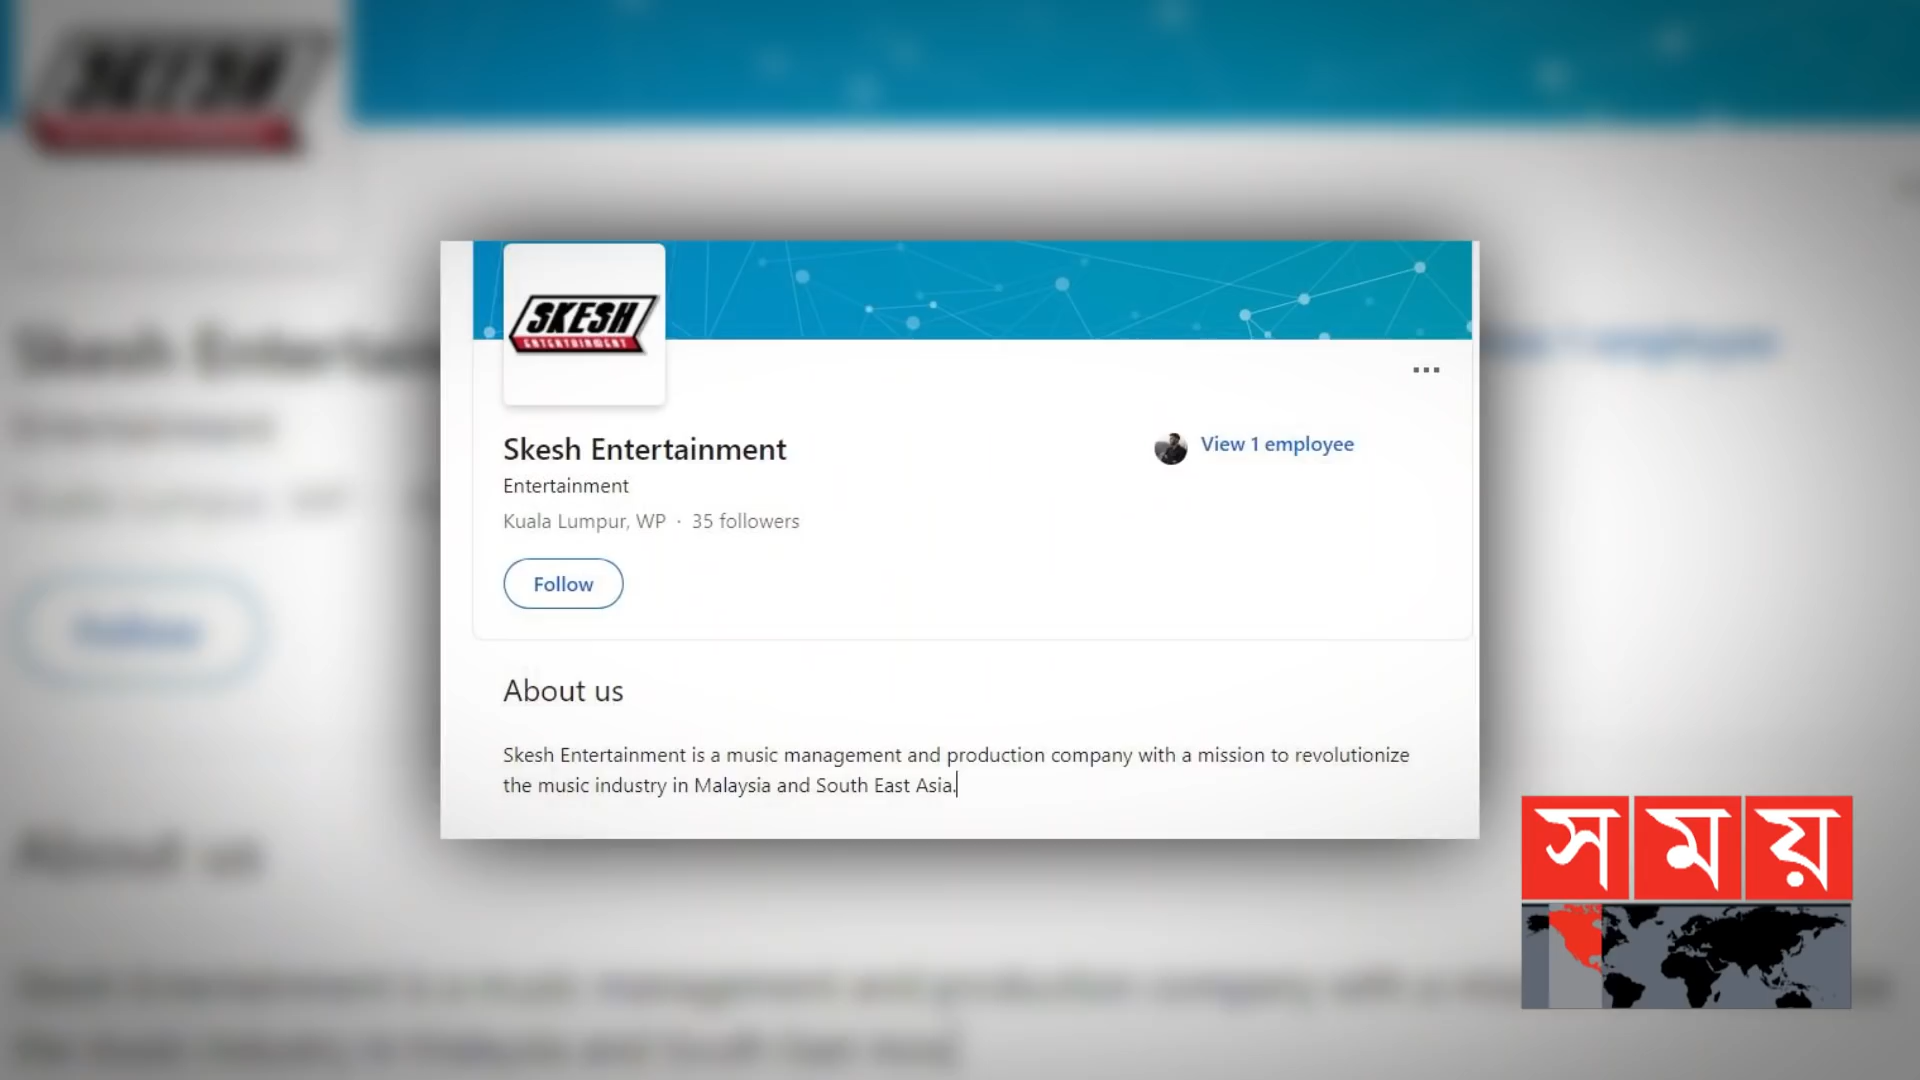 SKESH
ENTERTAINMENT
Skesh Entertainment
View 1 employee
Entertainment
Kuala Lumpur, WP · 35 followers
Follow
About us
Skesh Entertainment is a music management and production company with a mission to revolutionize
the music industry in Malaysia and South East Asia.
সময়